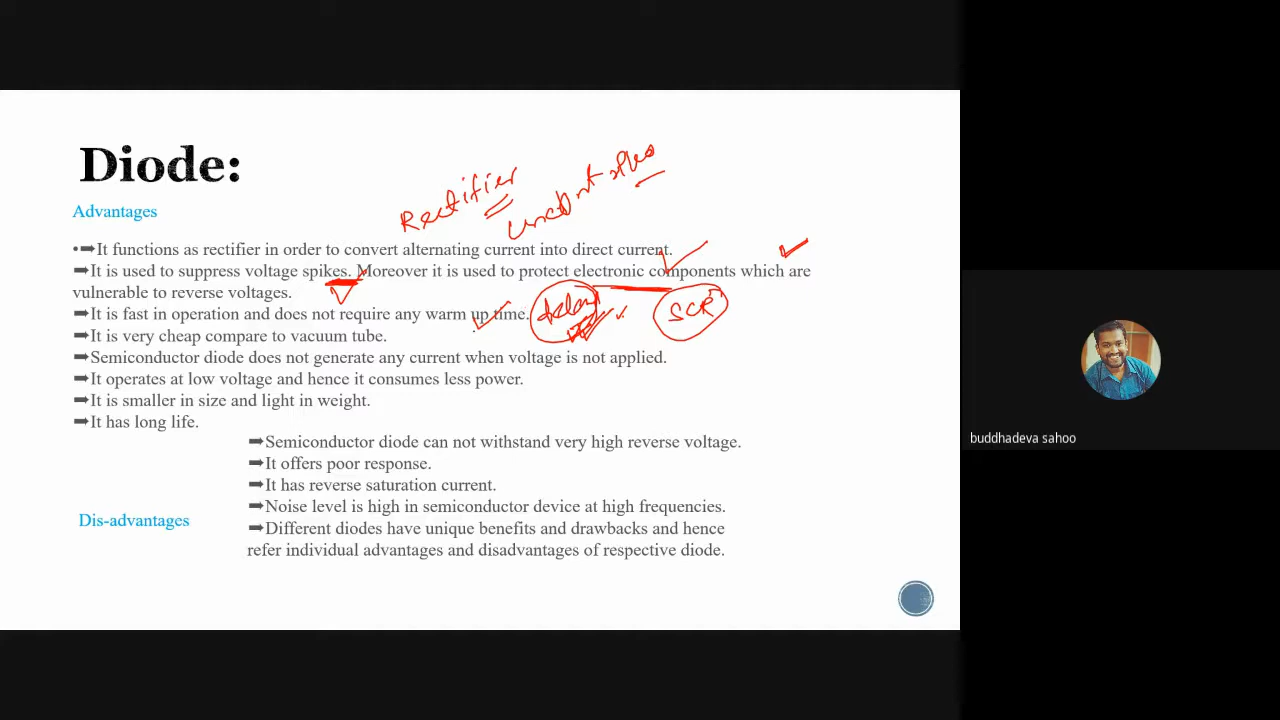 Diode:
Rectifier
Advantages
•➡It functions as rectifier in order to convert alternating current into direct current.
➡It is used to suppress voltage spikes. Moreover it is used to protect electronic components which are
vulnerable to reverse voltages.
➡It is fast in operation and does not require any warm up time.
SCR
➡It is very cheap compare to vacuum tube.
➡Semiconductor diode does not generate any current when voltage is not applied.
➡It operates at low voltage and hence it consumes less power.
➡It is smaller in size and light in weight.
➡It has long life.
➡Semiconductor diode can not withstand very high reverse voltage.
➡It offers poor response.
➡It has reverse saturation current.
➡Noise level is high in semiconductor device at high frequencies.
Dis-advantages
➡Different diodes have unique benefits and drawbacks and hence
refer individual advantages and disadvantages of respective diode.
buddhadeva sahoo